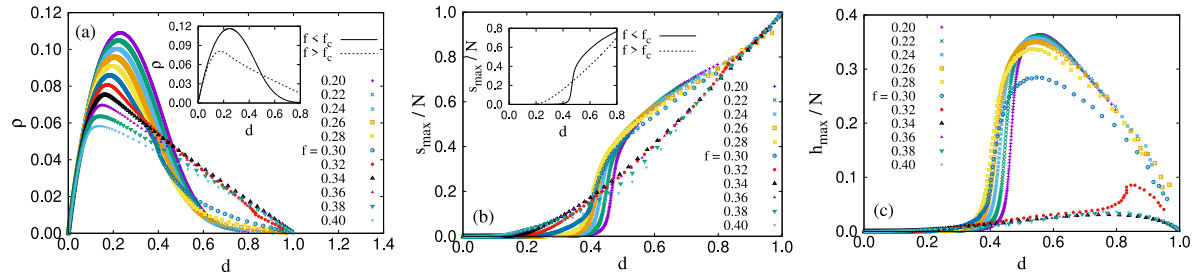 (a)
ρ
0.12
0.10
0.08
0.06
0.04
0.02
0.00
0.0 0.2 0.4 0.6 0.8 1.0 1.2 1.4
d
ρ
0.12
0.09
0.06
0.03
0.00
0.0 0.2 0.4 0.6 0.8
d
f < f_c
f > f_c
0.20
0.22
0.24
0.26
0.28
f = 0.30
0.32
0.34
0.36
0.38
0.40
(b)
s_max / N
1.0
0.8
0.6
0.4
0.2
0.0
0.0 0.2 0.4 0.6 0.8 1.0
d
s_max / N
0.8
0.6
0.4
0.2
0.0
0.0 0.2 0.4 0.6 0.8
d
f < f_c
f > f_c
0.20
0.22
0.24
0.26
0.28
f = 0.30
0.32
0.34
0.36
0.38
0.40
(c)
h_max / N
0.4
0.3
0.2
0.1
0.0
0.0 0.2 0.4 0.6 0.8 1.0
d
0.20
0.22
0.24
0.26
0.28
f = 0.30
0.32
0.34
0.36
0.38
0.40